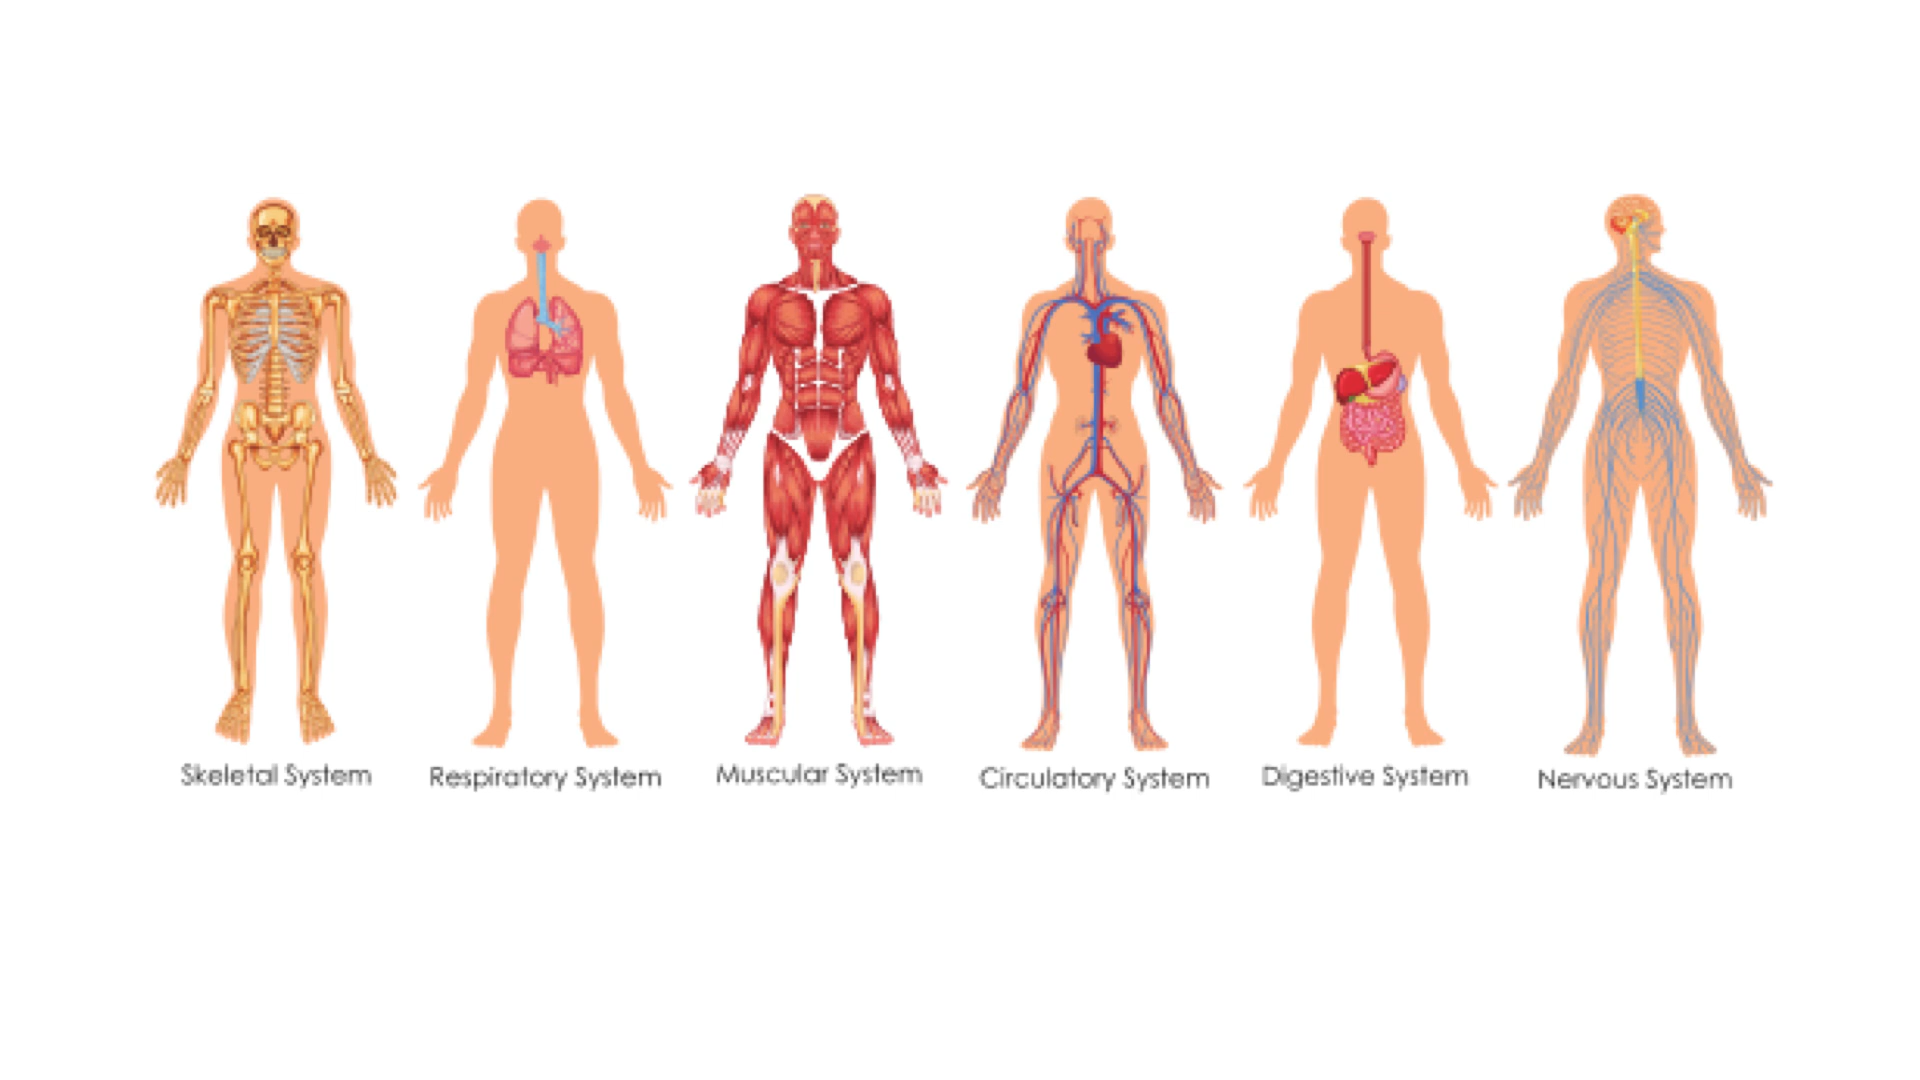 Skeletal System
Respiratory System
Muscular System
Circulatory System
Digestive System
Nervous System